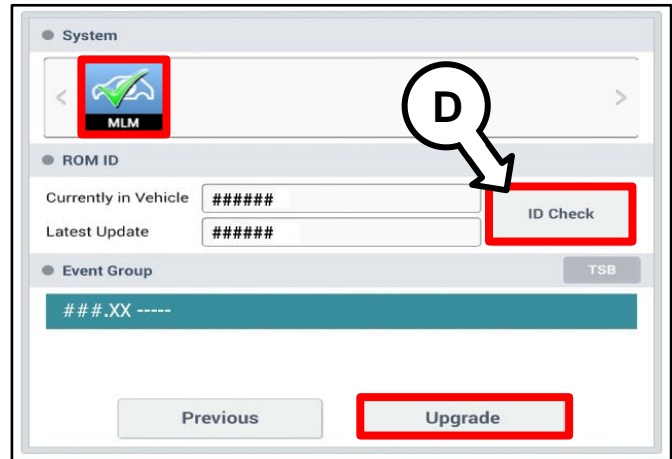 System
<
MLM
D
>
ROM ID
Currently in Vehicle ######
ID Check
Latest Update ######
Event Group TSB
###.XX -----
Previous Upgrade